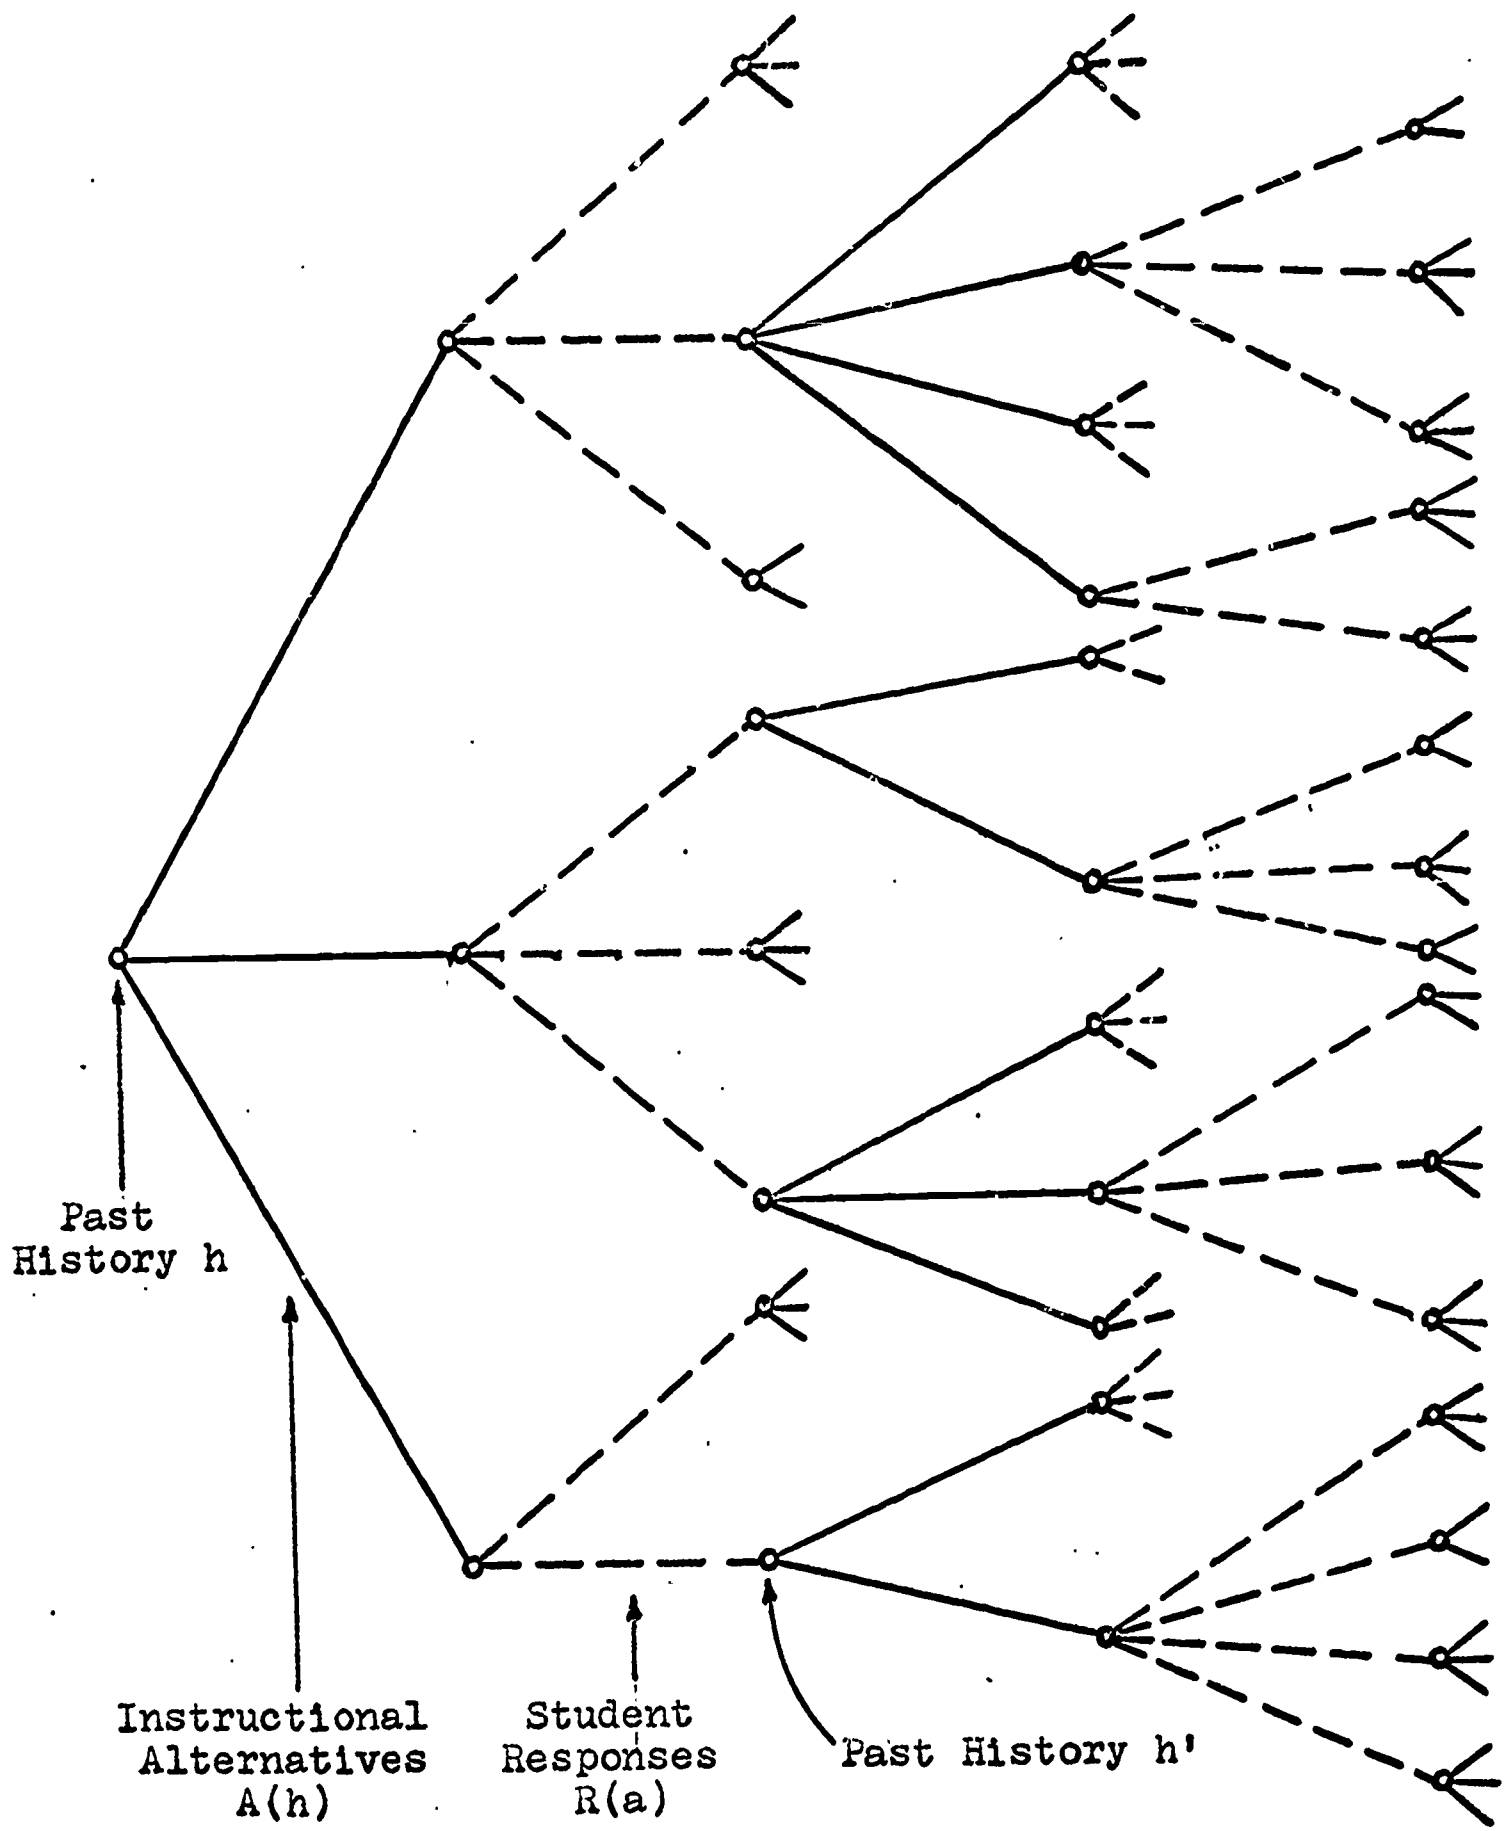 Past
History h
Instructional
Alternatives
A(h)
Student
Responses
R(a)
Past History h'